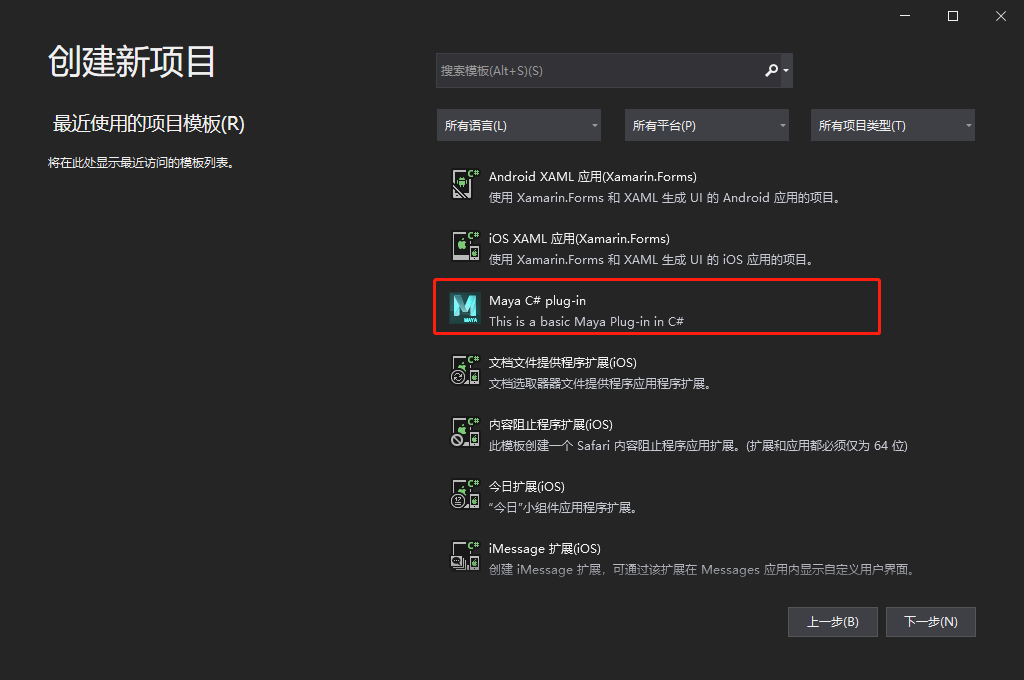 创建新项目
最近使用的项目模板(R)
将在此处显示最近访问的模板列表。
搜索模板(Alt+S)(S)
所有语言(L)
所有平台(P)
所有项目类型(T)
Android XAML 应用(Xamarin.Forms)
使用 Xamarin.Forms 和 XAML 生成 UI 的 Android 应用的项目。
iOS XAML 应用(Xamarin.Forms)
使用 Xamarin.Forms 和 XAML 生成 UI 的 iOS 应用的项目。
Maya C# plug-in
This is a basic Maya Plug-in in C#
文档文件提供程序扩展(iOS)
文档选取器器文件提供程序应用程序扩展。
内容阻止程序扩展(iOS)
此模板创建一个 Safari 内容阻止程序应用扩展。(扩展和应用都必须仅为 64 位)
今日扩展(iOS)
“今日”小组件应用程序扩展。
iMessage 扩展(iOS)
创建 iMessage 扩展，可通过该扩展在 Messages 应用内显示自定义用户界面。
上一步(B)
下一步(N)